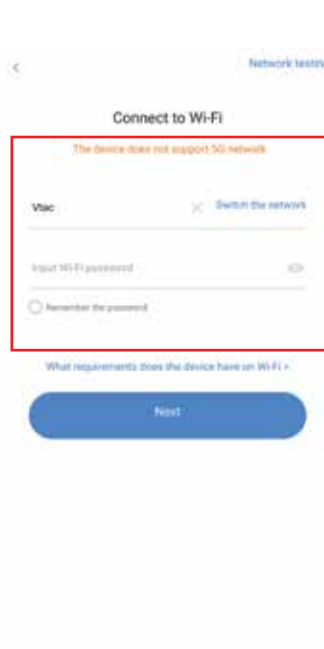 Network testing
Connect to Wi-Fi
The device does not support 5G network
Vtac
Switch the network
Input Wi-Fi password
Remember the password
What requirements does the device have on Wi-Fi >
Next